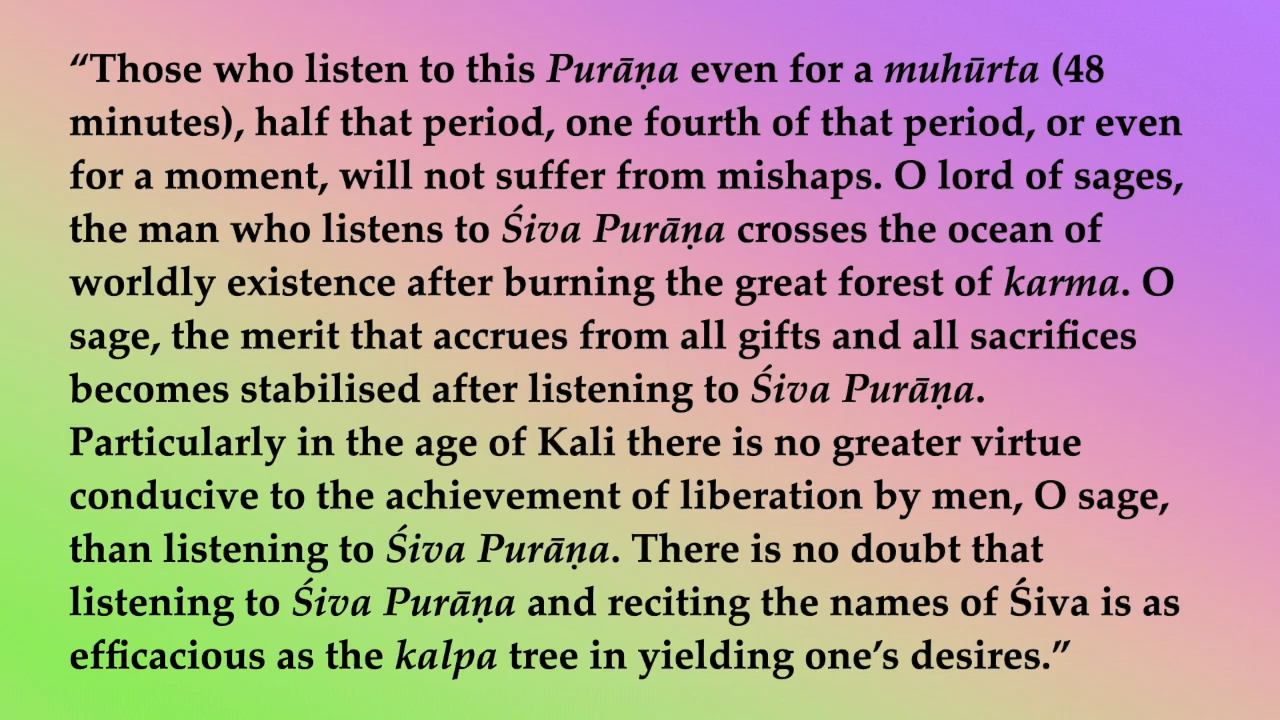 “Those who listen to this Purāṇa even for a muhūrta (48
minutes), half that period, one fourth of that period, or even
for a moment, will not suffer from mishaps. O lord of sages,
the man who listens to Śiva Purāṇa crosses the ocean of
worldly existence after burning the great forest of karma. O
sage, the merit that accrues from all gifts and all sacrifices
becomes stabilised after listening to Śiva Purāṇa.
Particularly in the age of Kali there is no greater virtue
conducive to the achievement of liberation by men, O sage,
than listening to Śiva Purāṇa. There is no doubt that
listening to Śiva Purāṇa and reciting the names of Śiva is as
efficacious as the kalpa tree in yielding one’s desires.”